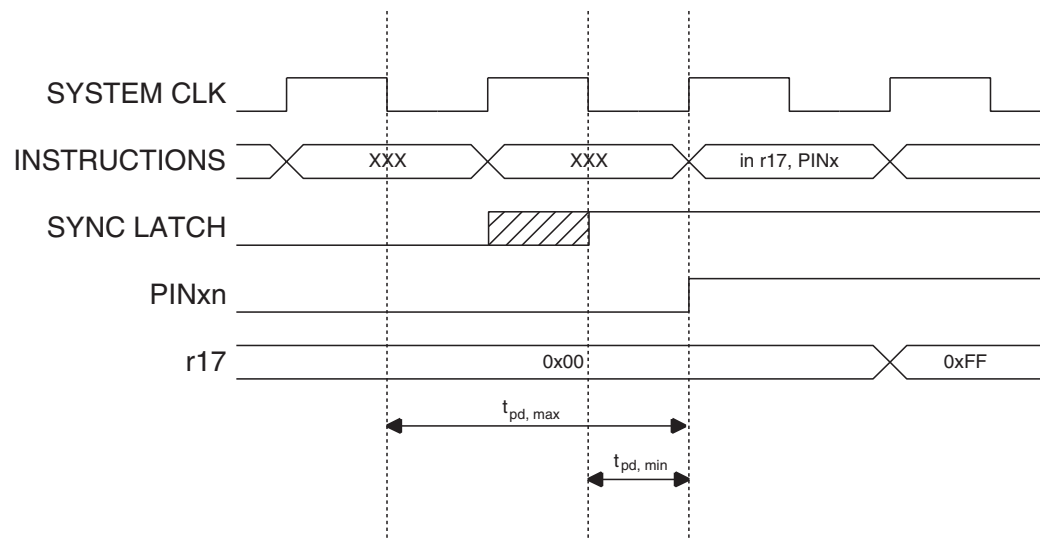 SYSTEM CLK
INSTRUCTIONS XXX XXX in r17, PINx
SYNC LATCH
PINxn
r17 0x00 0xFF
tpd, max
tpd, min